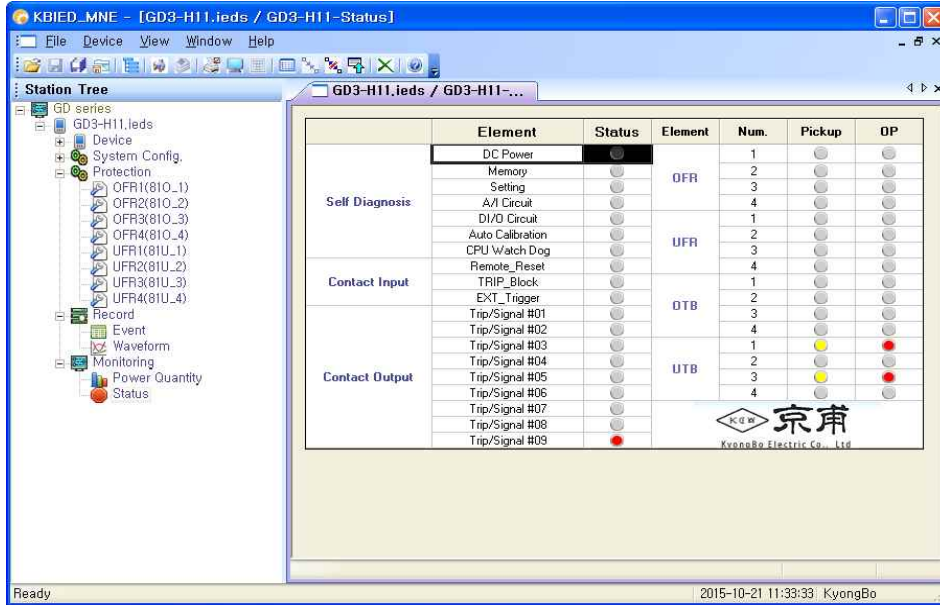 KBIED_MNE - [GD3-H11.ieds / GD3-H11-Status]
File Device View Window Help
Station Tree
GD series
GD3-H11.ieds
Device
System Config.
Protection
OFR1(81O_1)
OFR2(81O_2)
OFR3(81O_3)
OFR4(81O_4)
UFR1(81U_1)
UFR2(81U_2)
UFR3(81U_3)
UFR4(81U_4)
Record
Event
Waveform
Monitoring
Power Quantity
Status
GD3-H11.ieds / GD3-H11-...
Element Status Element Num. Pickup OP
Self Diagnosis
DC Power
Memory
Setting
A/I Circuit
DI/O Circuit
Auto Calibration
CPU Watch Dog
Contact Input
Remote_Reset
TRIP_Block
EXT_Trigger
Contact Output
Trip/Signal #01
Trip/Signal #02
Trip/Signal #03
Trip/Signal #04
Trip/Signal #05
Trip/Signal #06
Trip/Signal #07
Trip/Signal #08
Trip/Signal #09
OFR
1
2
3
4
UFR
1
2
3
4
OTB
1
2
3
4
UTB
1
2
3
4
京甫
KyongBo Electric Co., Ltd
Ready
2015-10-21 11:33:33 KyongBo